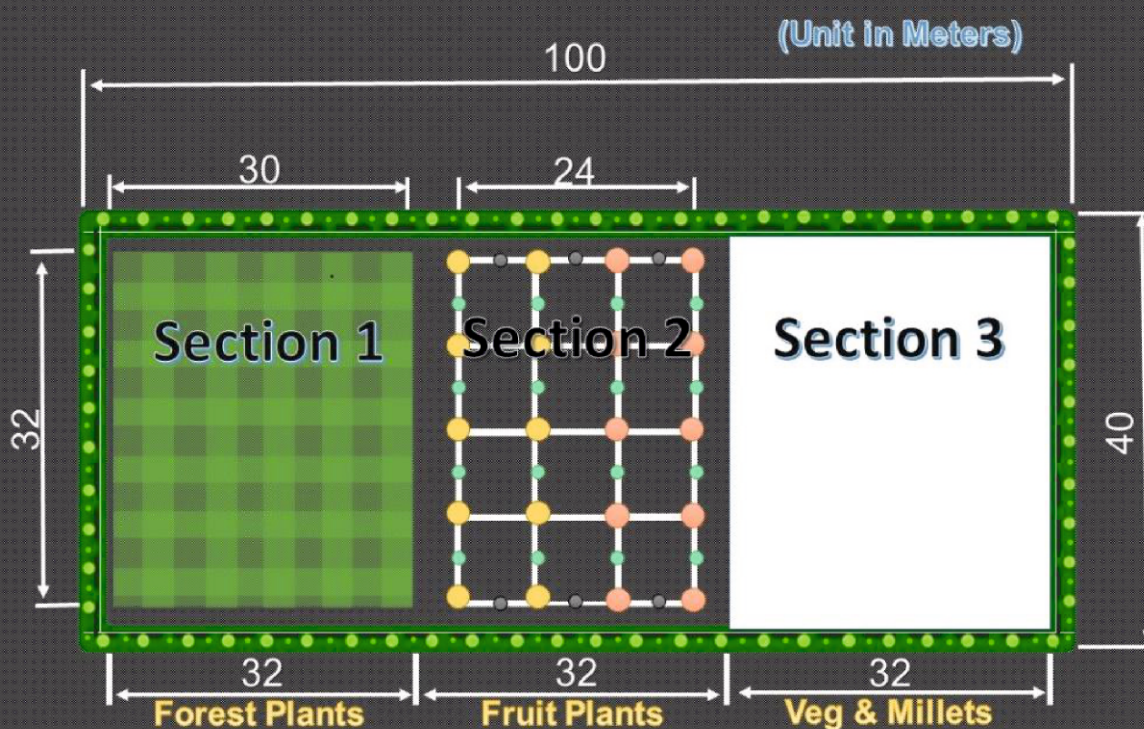 (Unit in Meters)
100
30
24
Section 1
Section 2
Section 3
32
40
32
32
32
Forest Plants
Fruit Plants
Veg & Millets